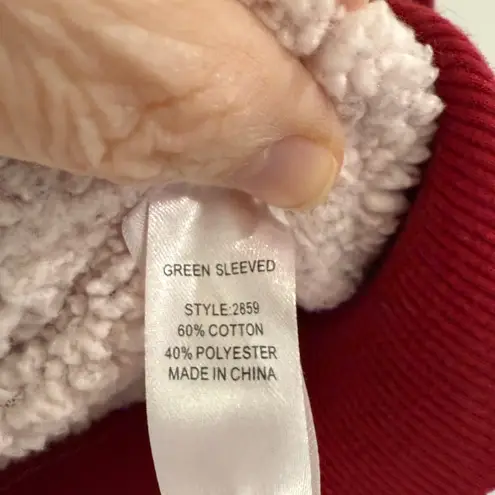 GREEN SLEEVED
STYLE:2859
60% COTTON
40% POLYESTER
MADE IN CHINA